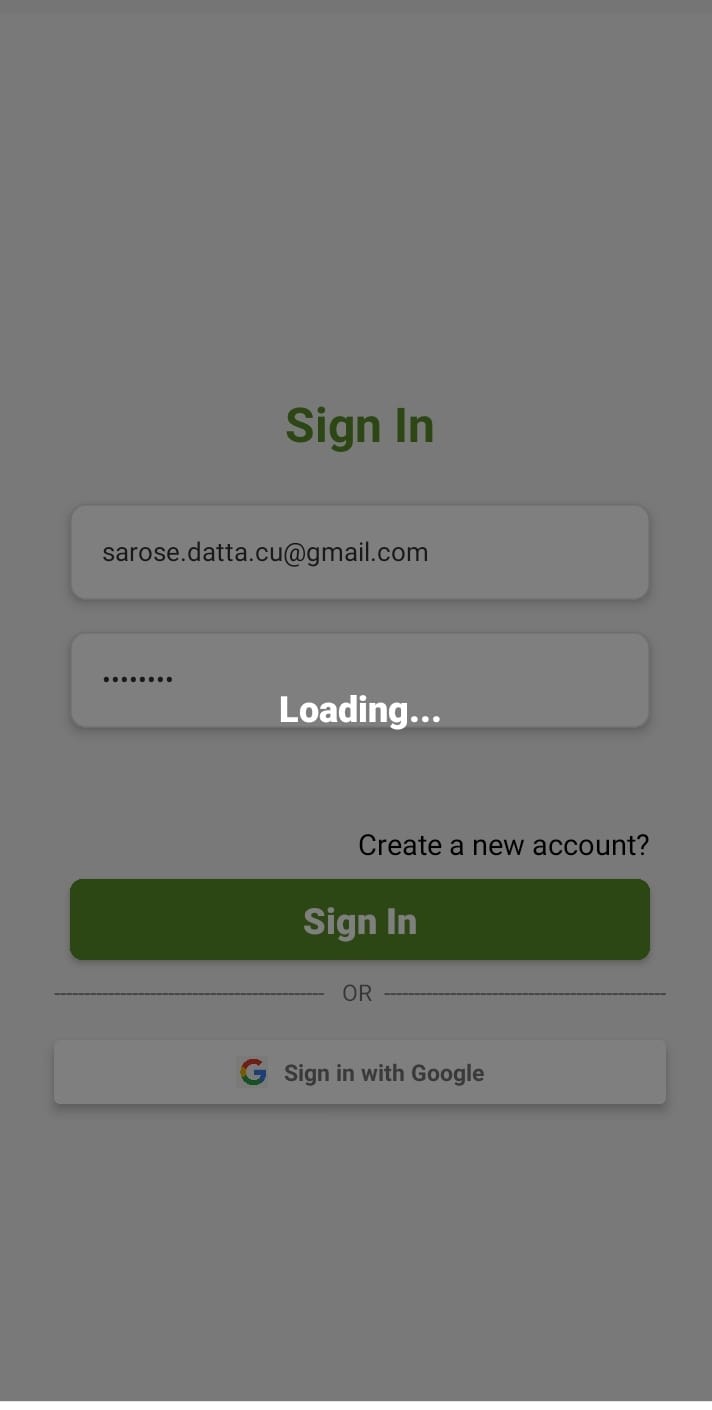 Sign In
sarose.datta.cu@gmail.com
••••••••
Loading...
Create a new account?
Sign In
OR
Sign in with Google